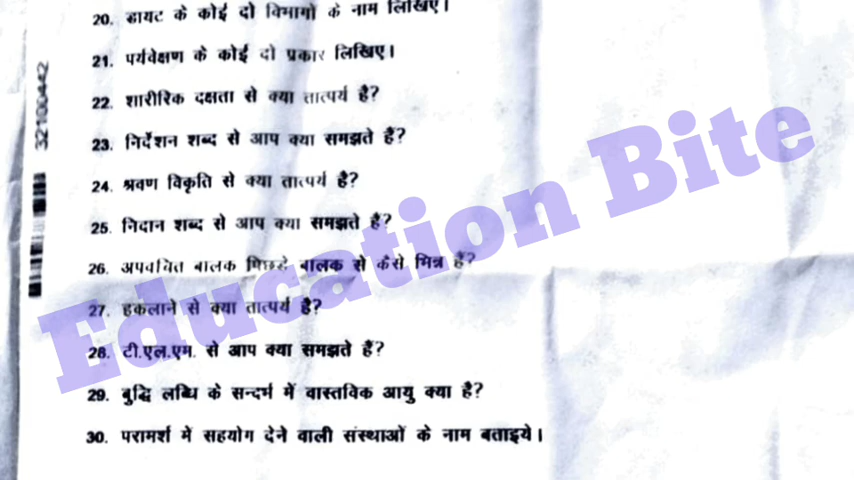 20. डायट के कोई दो विभागों के नाम लिखिए।
21. पर्यवेक्षण के कोई दो प्रकार लिखिए।
22. शारीरिक दक्षता से क्या तात्पर्य है?
23. निर्देशन शब्द से आप क्या समझते हैं?
24. श्रवण विकृति से क्या तात्पर्य है?
25. निदान शब्द से आप क्या समझते हैं?
26. अपवंचित बालक पिछड़े बालक से कैसे भिन्न हैं?
27. हकलाने से क्या तात्पर्य है?
28. टी.एल.एम. से आप क्या समझते हैं?
29. बुद्धि लब्धि के सन्दर्भ में वास्तविक आयु क्या है?
30. परामर्श में सहयोग देने वाली संस्थाओं के नाम बताइये।
32100442
Education Bite